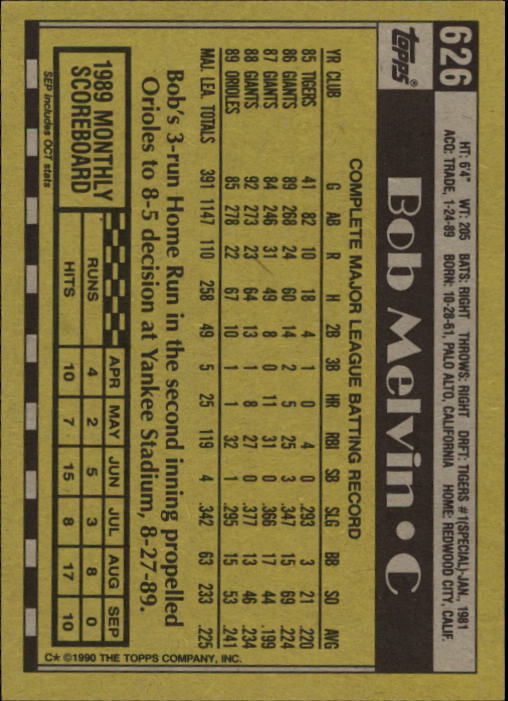 626
topps®
Bob Melvin • C
HT: 6'4" WT: 205 BATS: RIGHT THROWS: RIGHT DRFT: TIGERS #1(SPECIAL)-JAN., 1981
ACQ: TRADE, 1-24-89 BORN: 10-28-61, PALO ALTO, CALIFORNIA HOME: REDWOOD CITY, CALIF.
COMPLETE MAJOR LEAGUE BATTING RECORD
YR CLUB G AB R H 2B 3B HR RBI SB SLG BB SO AVG
85 TIGERS 41 82 10 18 4 1 0 4 0 .293 3 21 .220
86 GIANTS 89 268 24 60 14 2 5 25 3 .347 15 69 .224
87 GIANTS 84 246 31 49 8 0 11 31 0 .366 17 44 .199
88 GIANTS 92 273 23 64 13 1 8 27 0 .377 13 46 .234
89 ORIOLES 85 278 22 67 10 1 1 32 1 .295 15 53 .241
MAJ. LEA. TOTALS 391 1147 110 258 49 5 25 119 4 .342 63 233 .225
Bob's 3-run Home Run in the second inning propelled
Orioles to 8-5 decision at Yankee Stadium, 8-27-89.
1989 MONTHLY
SCOREBOARD
SEP includes OCT stats
APR MAY JUN JUL AUG SEP
RUNS 4 2 5 3 8 0
HITS 10 7 15 8 17 10
C* ©1990 THE TOPPS COMPANY, INC.